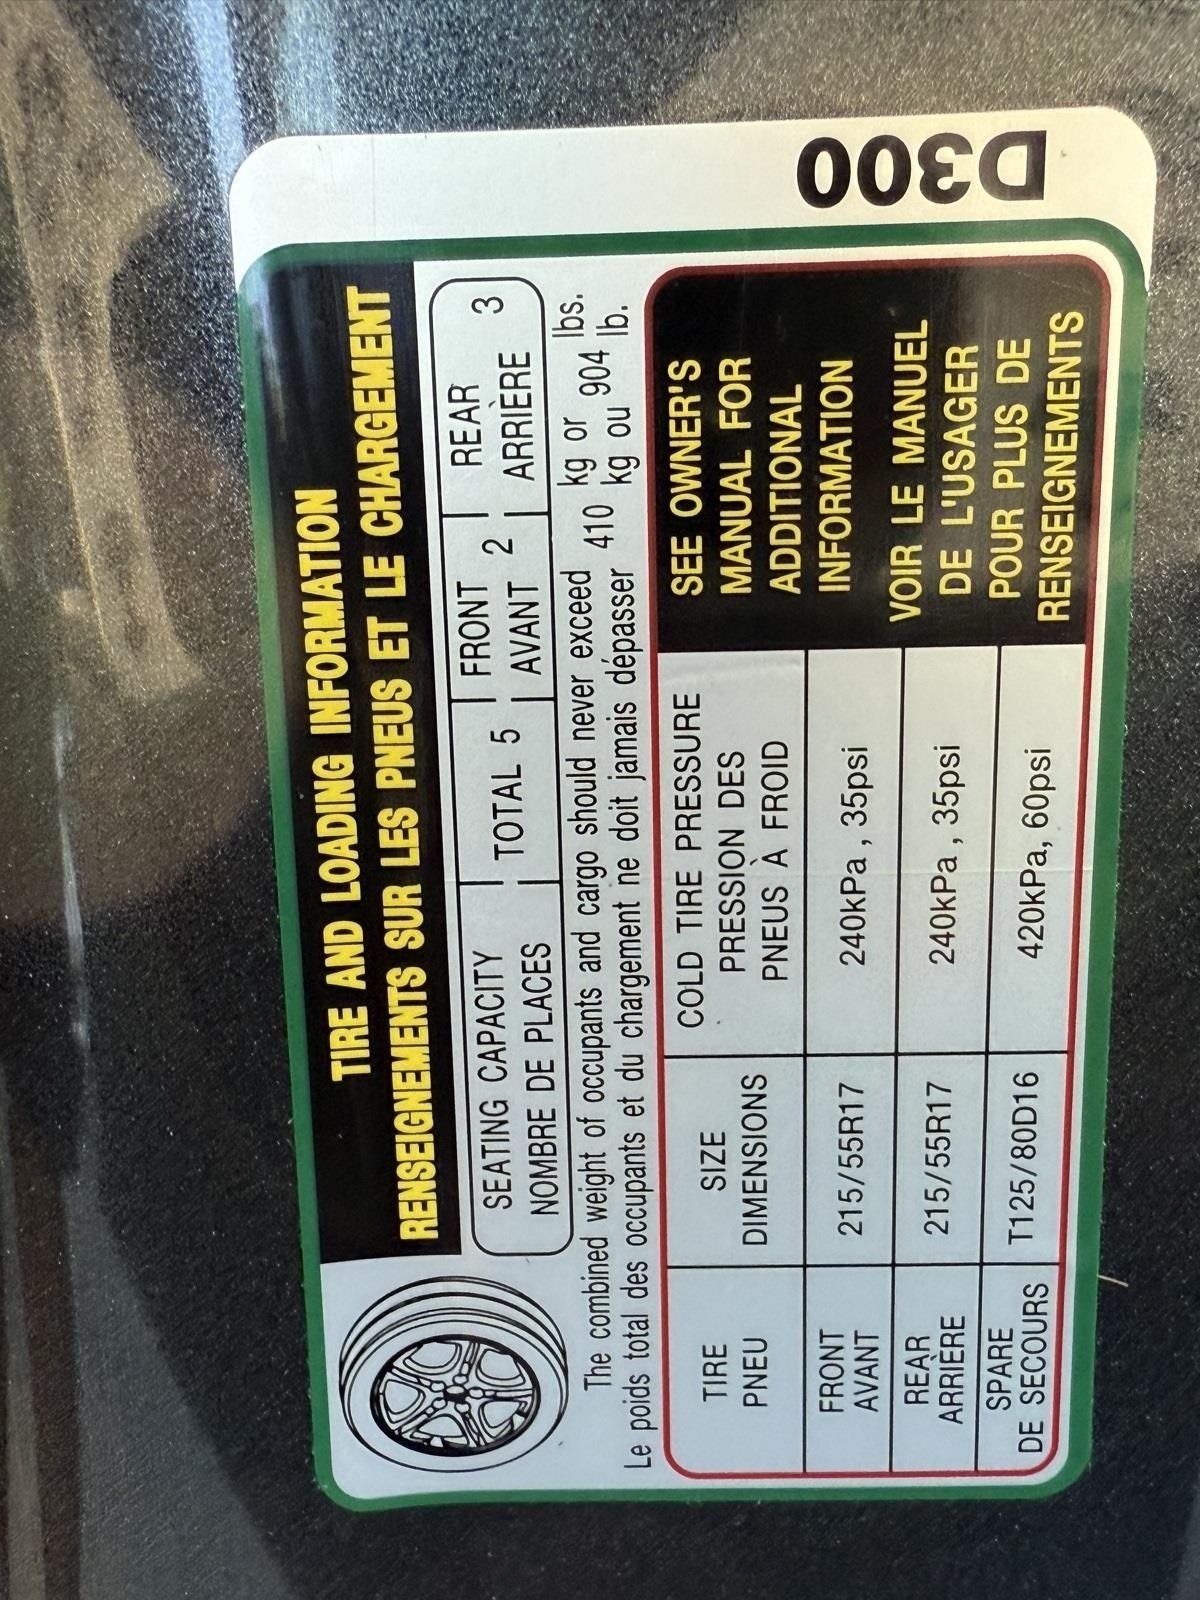 TIRE AND LOADING INFORMATION
RENSEIGNEMENTS SUR LES PNEUS ET LE CHARGEMENT
SEATING CAPACITY
NOMBRE DE PLACES
TOTAL 5
FRONT
AVANT 2
REAR
ARRIÈRE 3
The combined weight of occupants and cargo should never exceed 410 kg or 904 lbs.
Le poids total des occupants et du chargement ne doit jamais dépasser 410 kg ou 904 lb.
TIRE
PNEU
SIZE
DIMENSIONS
COLD TIRE PRESSURE
PRESSION DES
PNEUS À FROID
FRONT
AVANT
215/55R17
240kPa , 35psi
REAR
ARRIÈRE
215/55R17
240kPa , 35psi
SPARE
DE SECOURS
T125/80D16
420kPa, 60psi
SEE OWNER'S
MANUAL FOR
ADDITIONAL
INFORMATION
VOIR LE MANUEL
DE L'USAGER
POUR PLUS DE
RENSEIGNEMENTS
D300